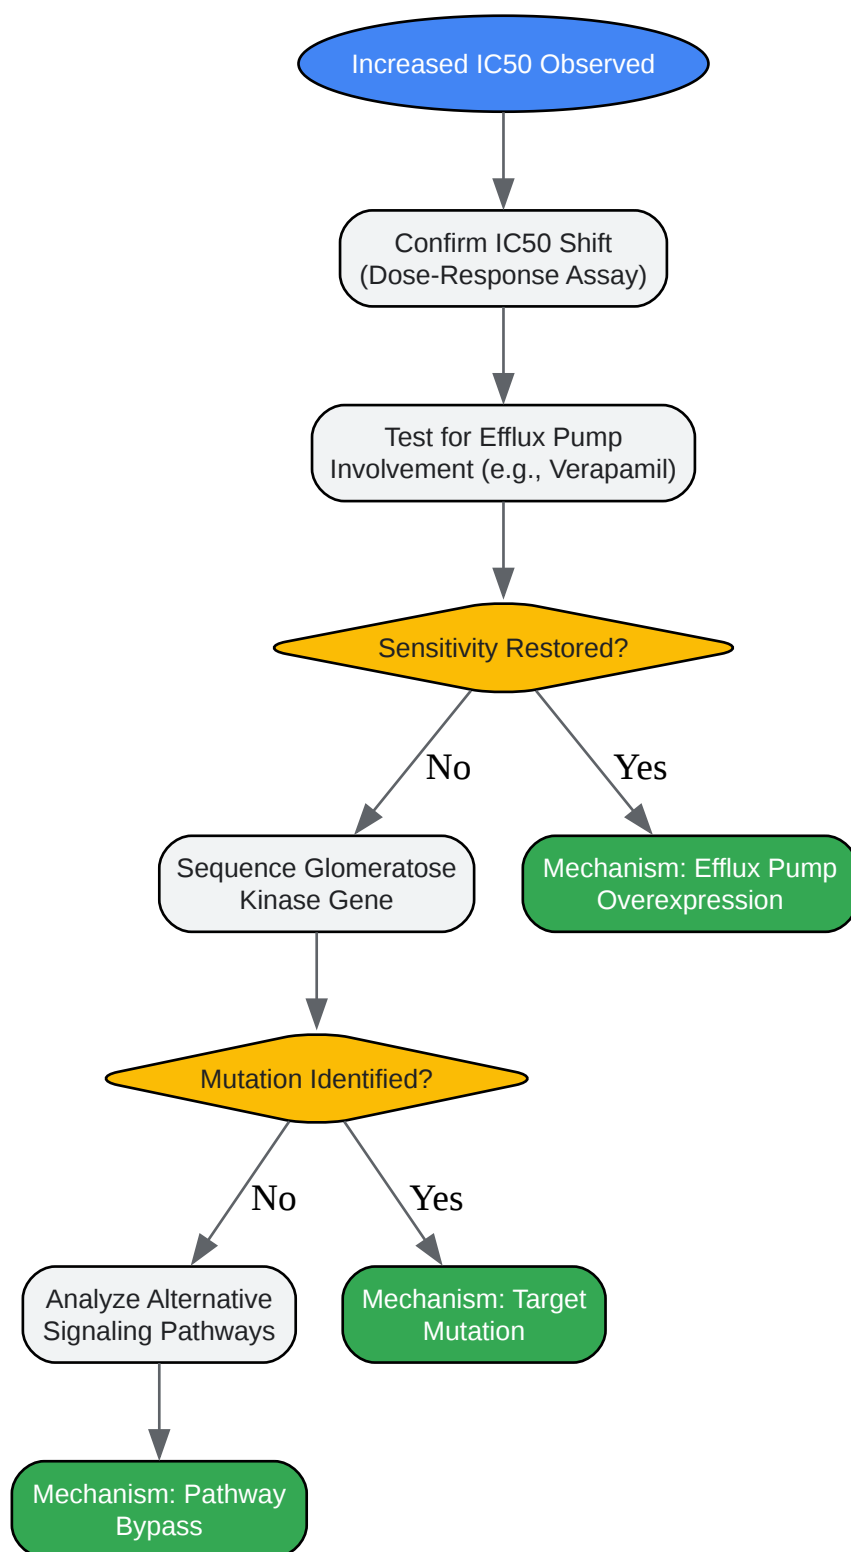 Increased IC50 Observed
Confirm IC50 Shift
(Dose-Response Assay)
Test for Efflux Pump
Involvement (e.g., Verapamil)
Sensitivity Restored?
No
Yes
Sequence Glomeratose
Kinase Gene
Mechanism: Efflux Pump
Overexpression
Mutation Identified?
No
Yes
Analyze Alternative
Signaling Pathways
Mechanism: Target
Mutation
Mechanism: Pathway
Bypass